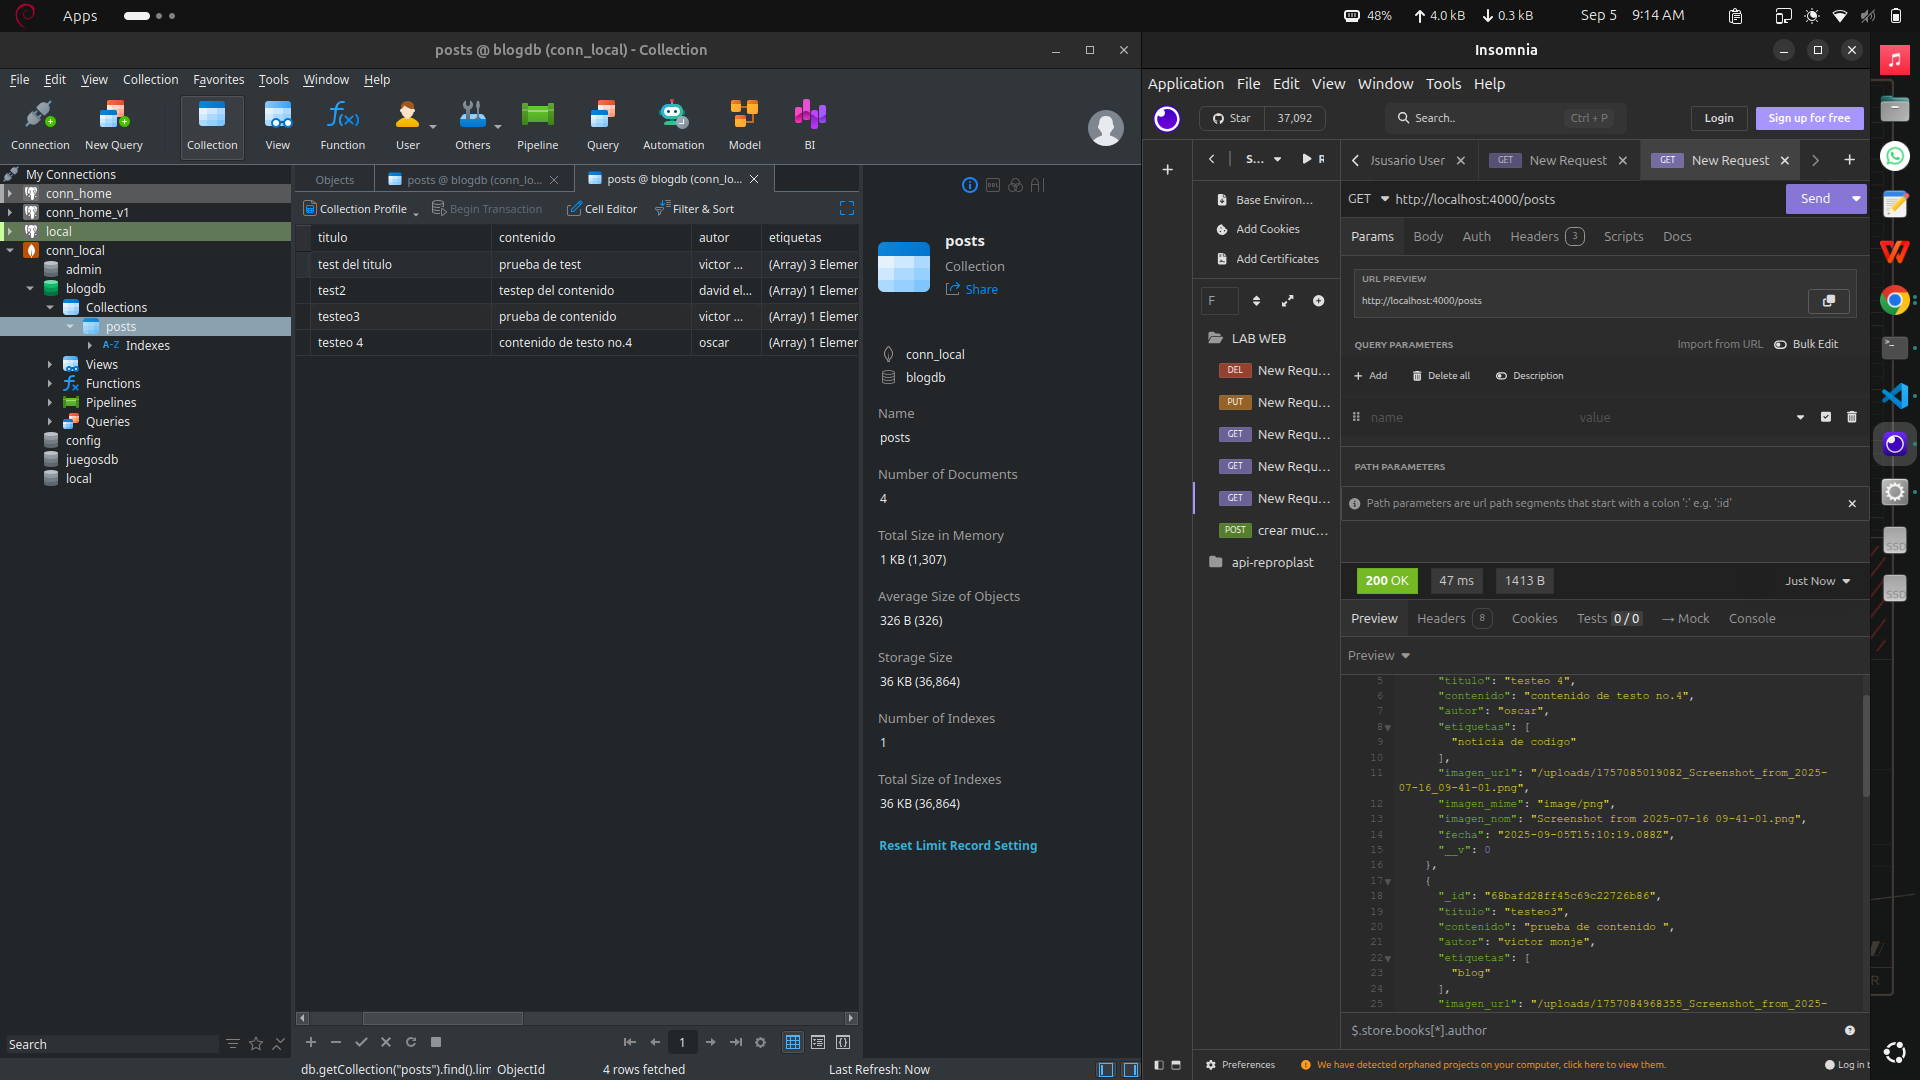 Apps
48%
4.0 kB
0.3 kB
Sep 5 9:14 AM
posts @ blogdb (conn_local) - Collection
File Edit View Collection Favorites Tools Window Help
Connection
New Query
Collection
View
Function
User
Others
Pipeline
Query
Automation
Model
BI
My Connections
conn_home
conn_home_v1
local
conn_local
admin
blogdb
Collections
posts
A-Z Indexes
Views
Functions
Pipelines
Queries
config
juegosdb
local
Search
Objects
posts @ blogdb (conn_lo...
posts @ blogdb (conn_lo...
Collection Profile
Begin Transaction
Cell Editor
Filter & Sort
titulo contenido autor etiquetas
test del titulo prueba de test victor ... (Array) 3 Elemer
test2 testep del contenido david el... (Array) 1 Elemer
testeo3 prueba de contenido victor ... (Array) 1 Elemer
testeo 4 contenido de testo no.4 oscar (Array) 1 Elemer
1
db.getCollection("posts").find().lim ObjectId
4 rows fetched
Last Refresh: Now
DDL
AI
posts
Collection
Share
conn_local
blogdb
Name
posts
Number of Documents
4
Total Size in Memory
1 KB (1,307)
Average Size of Objects
326 B (326)
Storage Size
36 KB (36,864)
Number of Indexes
1
Total Size of Indexes
36 KB (36,864)
Reset Limit Record Setting
Insomnia
Application File Edit View Window Tools Help
Star 37,092
Search.. Ctrl + P
Login
Sign up for free
S...
Base Environ...
Add Cookies
Add Certificates
F
LAB WEB
DEL New Requ...
PUT New Requ...
GET New Requ...
GET New Requ...
GET New Requ...
POST crear muc...
api-reproplast
Jsusario User
GET New Request
GET New Request
GET http://localhost:4000/posts
Send
Params Body Auth Headers 3 Scripts Docs
URL PREVIEW
http://localhost:4000/posts
QUERY PARAMETERS
Import from URL
Bulk Edit
Add
Delete all
Description
name value
PATH PARAMETERS
Path parameters are url path segments that start with a colon ':' e.g. ':id'
200 OK 47 ms 1413 B
Just Now
Preview Headers 8 Cookies Tests 0 / 0 → Mock Console
Preview
5 "titulo": "testeo 4",
6 "contenido": "contenido de testo no.4",
7 "autor": "oscar",
8 "etiquetas": [
9 "noticia de codigo"
10 ],
11 "imagen_url": "/uploads/1757085019082_Screenshot_from_2025-
07-16_09-41-01.png",
12 "imagen_mime": "image/png",
13 "imagen_nom": "Screenshot from 2025-07-16 09-41-01.png",
14 "fecha": "2025-09-05T15:10:19.088Z",
15 "__v": 0
16 },
17 {
18 "_id": "68bafd28ff45c69c22726b86",
19 "titulo": "testeo3",
20 "contenido": "prueba de contenido ",
21 "autor": "victor monje",
22 "etiquetas": [
23 "blog"
24 ],
25 "imagen_url": "/uploads/1757084968355_Screenshot_from_2025-
$.store.books[*].author
Preferences
We have detected orphaned projects on your computer, click here to view them.
Log in t
SSD
SSD